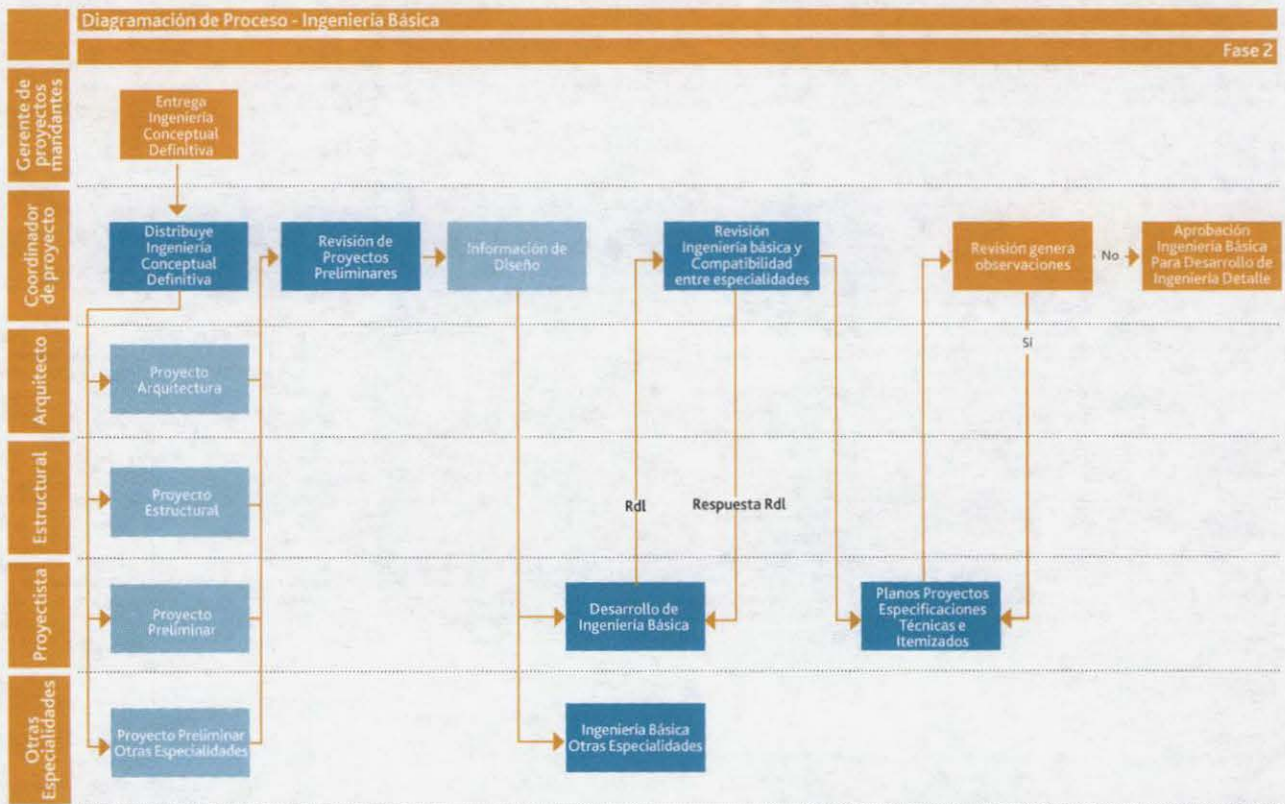 Diagramación de Proceso - Ingeniería Básica
Fase 2
Gerente de
proyectos
mandantes
Entrega
Ingeniería
Conceptual
Definitiva
Coordinador
de proyecto
Distribuye
Ingeniería
Conceptual
Definitiva
Revisión de
Proyectos
Preliminares
Información de
Diseño
Revisión
Ingeniería básica y
Compatibilidad
entre especialidades
Revisión genera
observaciones
No
Aprobación
Ingeniería Básica
Para Desarrollo de
Ingeniería Detalle
Arquitecto
Proyecto
Arquitectura
Sí
Estructural
Proyecto
Estructural
RdI
Respuesta RdI
Proyectista
Proyecto
Preliminar
Desarrollo de
Ingeniería Básica
Planos Proyectos
Especificaciones
Técnicas e
Itemizados
Otras
Especialidades
Proyecto Preliminar
Otras Especialidades
Ingeniería Básica
Otras Especialidades